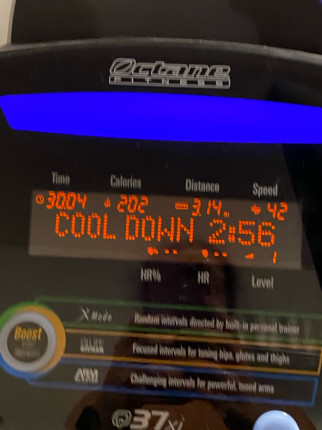 Octane
FITNESS
Time Calories Distance Speed
30:04 202 3.14 42
COOL DOWN 2:56
-- -- 1
HR% HR Level
X Mode Random intervals directed by built-in personal trainer
Boost Focused intervals for toning hips, glutes and thighs
ARM Challenging intervals for powerful, toned arms
Q37xi